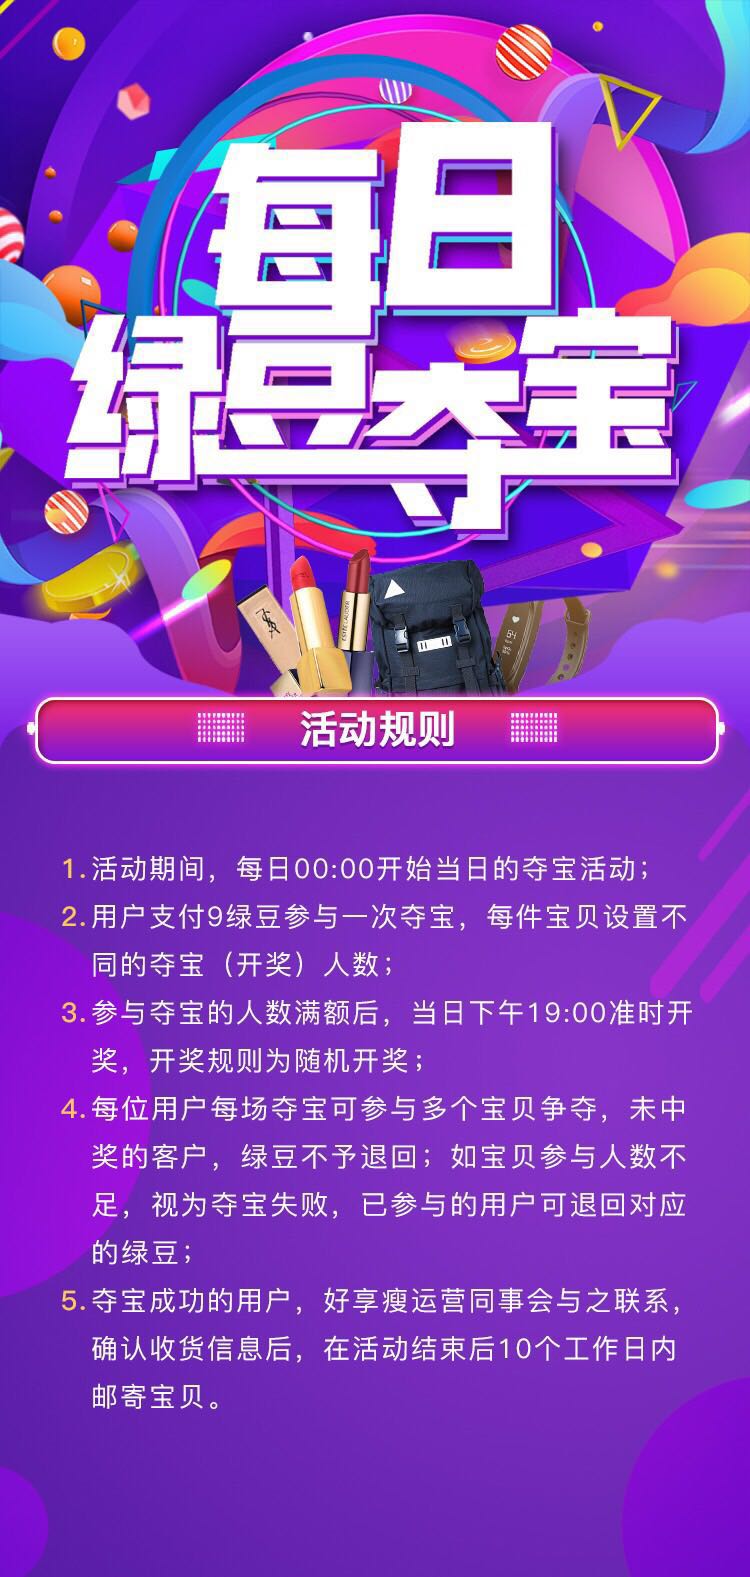 每日
绿豆夺宝
YSL
ESTEE LAUDER
54
活动规则
1. 活动期间，每日00:00开始当日的夺宝活动；
2. 用户支付9绿豆参与一次夺宝，每件宝贝设置不
同的夺宝（开奖）人数；
3. 参与夺宝的人数满额后，当日下午19:00准时开
奖，开奖规则为随机开奖；
4. 每位用户每场夺宝可参与多个宝贝争夺，未中
奖的客户，绿豆不予退回；如宝贝参与人数不
足，视为夺宝失败，已参与的用户可退回对应
的绿豆；
5. 夺宝成功的用户，好享瘦运营同事会与之联系，
确认收货信息后，在活动结束后10个工作日内
邮寄宝贝。